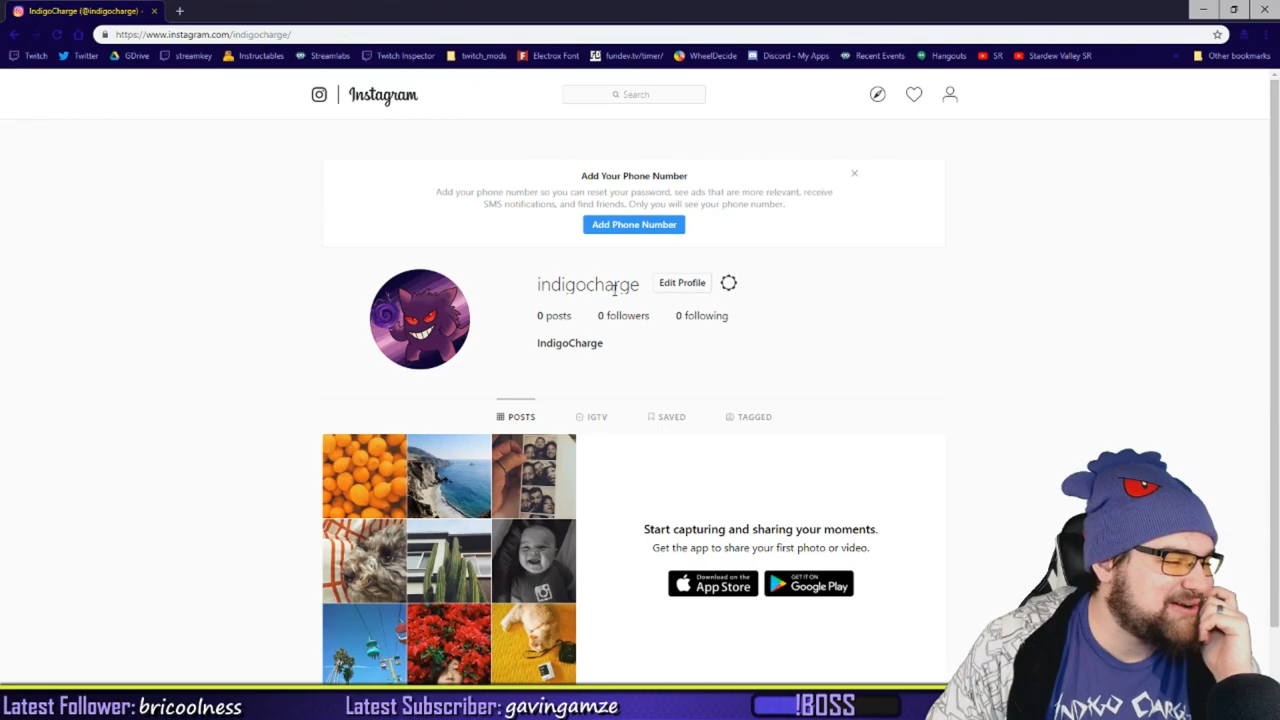 IndigoCharge (@indigocharge) -
https://www.instagram.com/indigocharge/
Twitch Twitter GDrive streamkey Instructables Streamlabs Twitch Inspector twitch_mods Electrox Font fundev.tv/timer/ WheelDecide Discord - My Apps Recent Events Hangouts SR Stardew Valley SR Other bookmarks
Instagram Search
Add Your Phone Number
Add your phone number so you can reset your password, see ads that are more relevant, receive
SMS notifications, and find friends. Only you will see your phone number.
Add Phone Number
indigocharge Edit Profile
0 posts 0 followers 0 following
IndigoCharge
POSTS IGTV SAVED TAGGED
Start capturing and sharing your moments.
Get the app to share your first photo or video.
Download on the App Store GET IT ON Google Play
INDIGO CHARGE
Latest Follower: bricoolness Latest Subscriber: gavingamze !BOSS